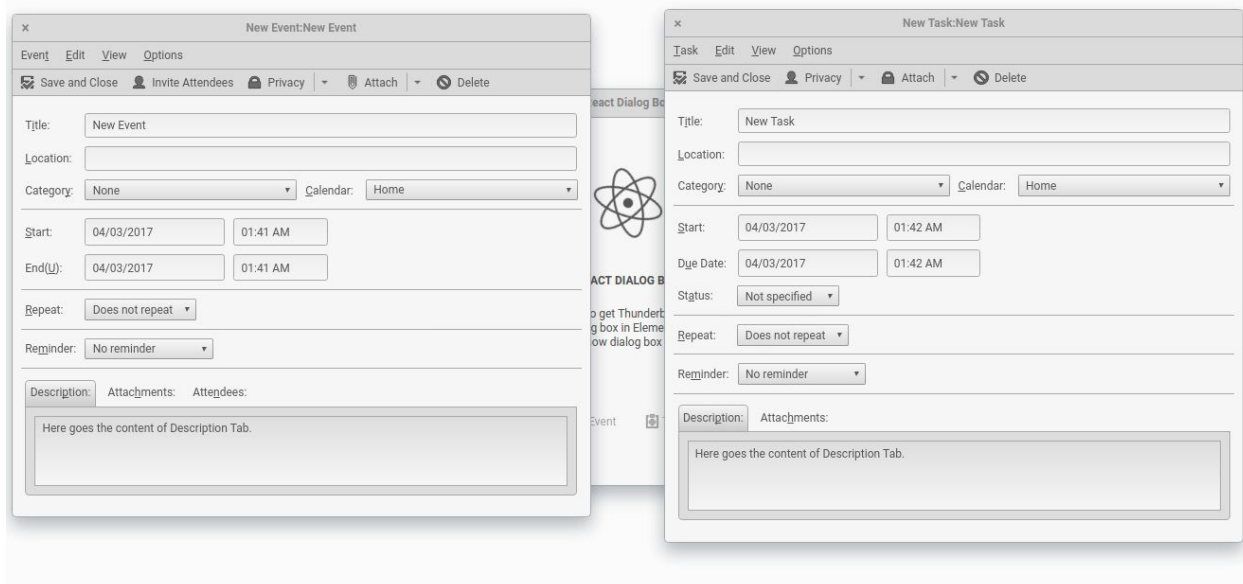 New Event:New Event
Event Edit View Options
Save and Close Invite Attendees Privacy Attach Delete
Title: New Event
Location:
Category: None Calendar: Home
Start: 04/03/2017 01:41 AM
End(U): 04/03/2017 01:41 AM
Repeat: Does not repeat
Reminder: No reminder
Description: Attachments: Attendees:
Here goes the content of Description Tab.
eact Dialog Bo
ACT DIALOG B
o get Thunderb
g box in Eleme
ow dialog box
Event
New Task:New Task
Task Edit View Options
Save and Close Privacy Attach Delete
Title: New Task
Location:
Category: None Calendar: Home
Start: 04/03/2017 01:42 AM
Due Date: 04/03/2017 01:42 AM
Status: Not specified
Repeat: Does not repeat
Reminder: No reminder
Description: Attachments:
Here goes the content of Description Tab.